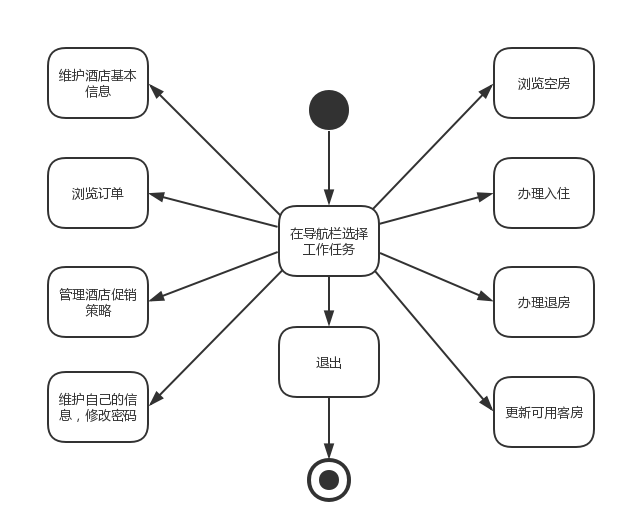 维护酒店基本
信息
浏览空房
浏览订单
办理入住
在导航栏选择
工作任务
管理酒店促销
策略
办理退房
退出
维护自己的信
息，修改密码
更新可用客房